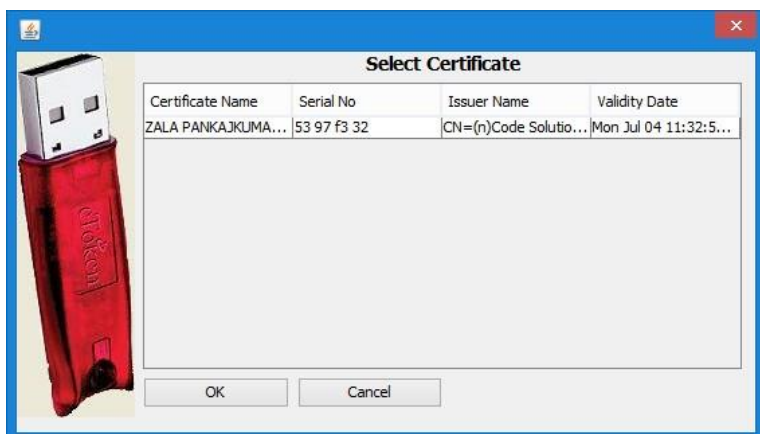 Select Certificate
Certificate Name Serial No Issuer Name Validity Date
ZALA PANKAJKUMA... 53 97 f3 32 CN=(n)Code Solutio... Mon Jul 04 11:32:5...
eToken
OK Cancel